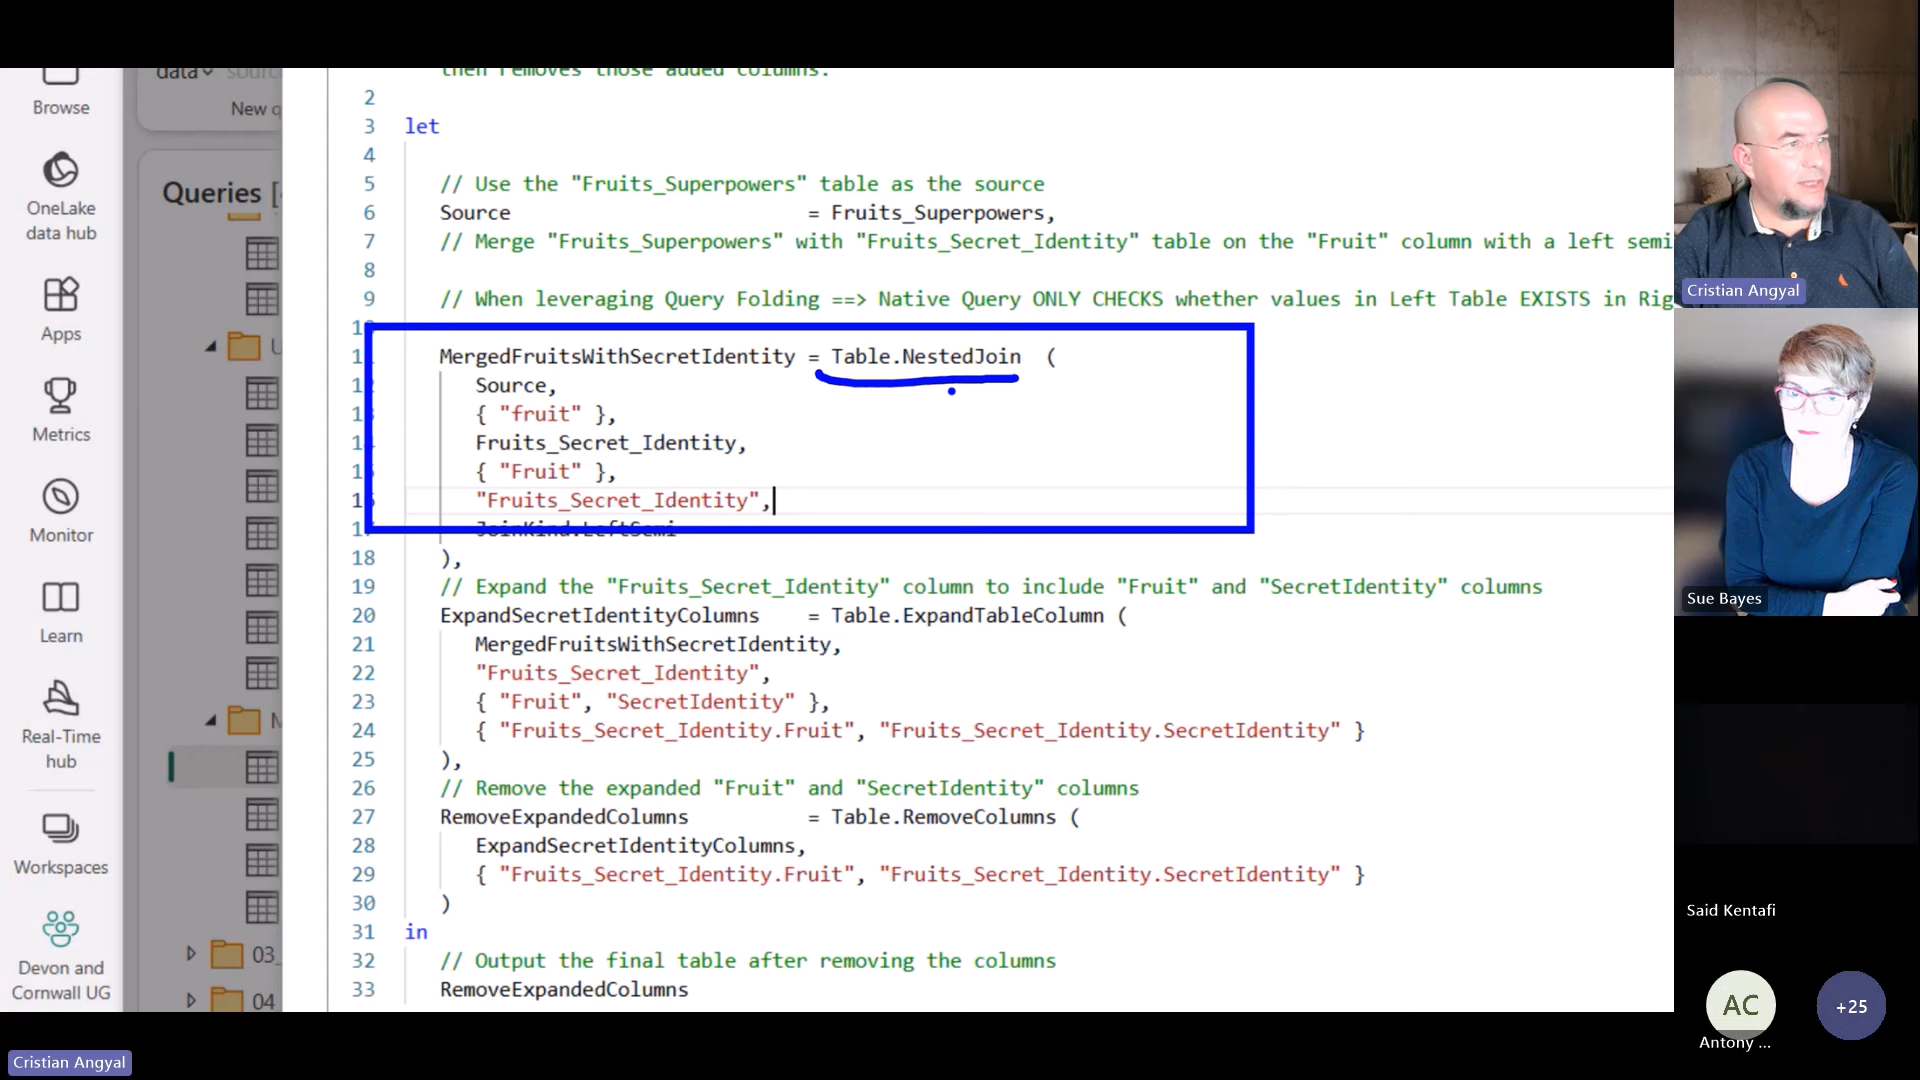 then removes those added columns.
Browse
data
New
OneLake
data hub
Queries [
Apps
Metrics
Monitor
Learn
Real-Time
hub
Workspaces
Devon and
Cornwall UG
03_
04
2
3 let
4
5 // Use the "Fruits_Superpowers" table as the source
6 Source = Fruits_Superpowers,
7 // Merge "Fruits_Superpowers" with "Fruits_Secret_Identity" table on the "Fruit" column with a left semi
8
9 // When leveraging Query Folding ==> Native Query ONLY CHECKS whether values in Left Table EXISTS in Rig
MergedFruitsWithSecretIdentity = Table.NestedJoin (
Source,
{ "fruit" },
Fruits_Secret_Identity,
{ "Fruit" },
"Fruits_Secret_Identity",
JoinKind.LeftSemi
18 ),
19 // Expand the "Fruits_Secret_Identity" column to include "Fruit" and "SecretIdentity" columns
20 ExpandSecretIdentityColumns = Table.ExpandTableColumn (
21 MergedFruitsWithSecretIdentity,
22 "Fruits_Secret_Identity",
23 { "Fruit", "SecretIdentity" },
24 { "Fruits_Secret_Identity.Fruit", "Fruits_Secret_Identity.SecretIdentity" }
25 ),
26 // Remove the expanded "Fruit" and "SecretIdentity" columns
27 RemoveExpandedColumns = Table.RemoveColumns (
28 ExpandSecretIdentityColumns,
29 { "Fruits_Secret_Identity.Fruit", "Fruits_Secret_Identity.SecretIdentity" }
30 )
31 in
32 // Output the final table after removing the columns
33 RemoveExpandedColumns
Cristian Angyal
Sue Bayes
Said Kentafi
AC
Antony ...
+25
Cristian Angyal